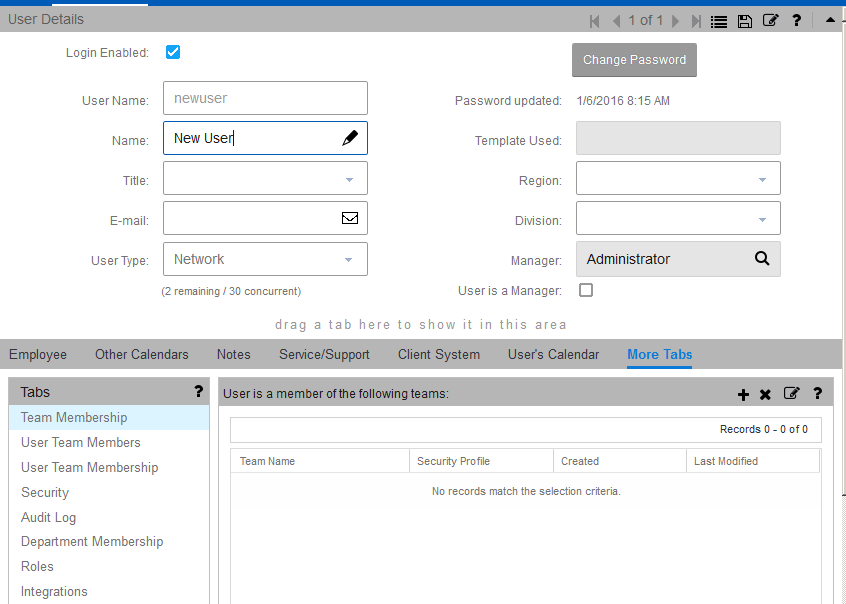 User Details
1 of 1
?
Login Enabled:
Change Password
User Name:
newuser
Password updated:
1/6/2016 8:15 AM
Name:
New User
Template Used:
Title:
Region:
E-mail:
Division:
User Type:
Network
Manager:
Administrator
(2 remaining / 30 concurrent)
User is a Manager:
drag a tab here to show it in this area
Employee
Other Calendars
Notes
Service/Support
Client System
User's Calendar
More Tabs
Tabs
?
Team Membership
User Team Members
User Team Membership
Security
Audit Log
Department Membership
Roles
Integrations
User is a member of the following teams:
?
Records 0 - 0 of 0
Team Name
Security Profile
Created
Last Modified
No records match the selection criteria.